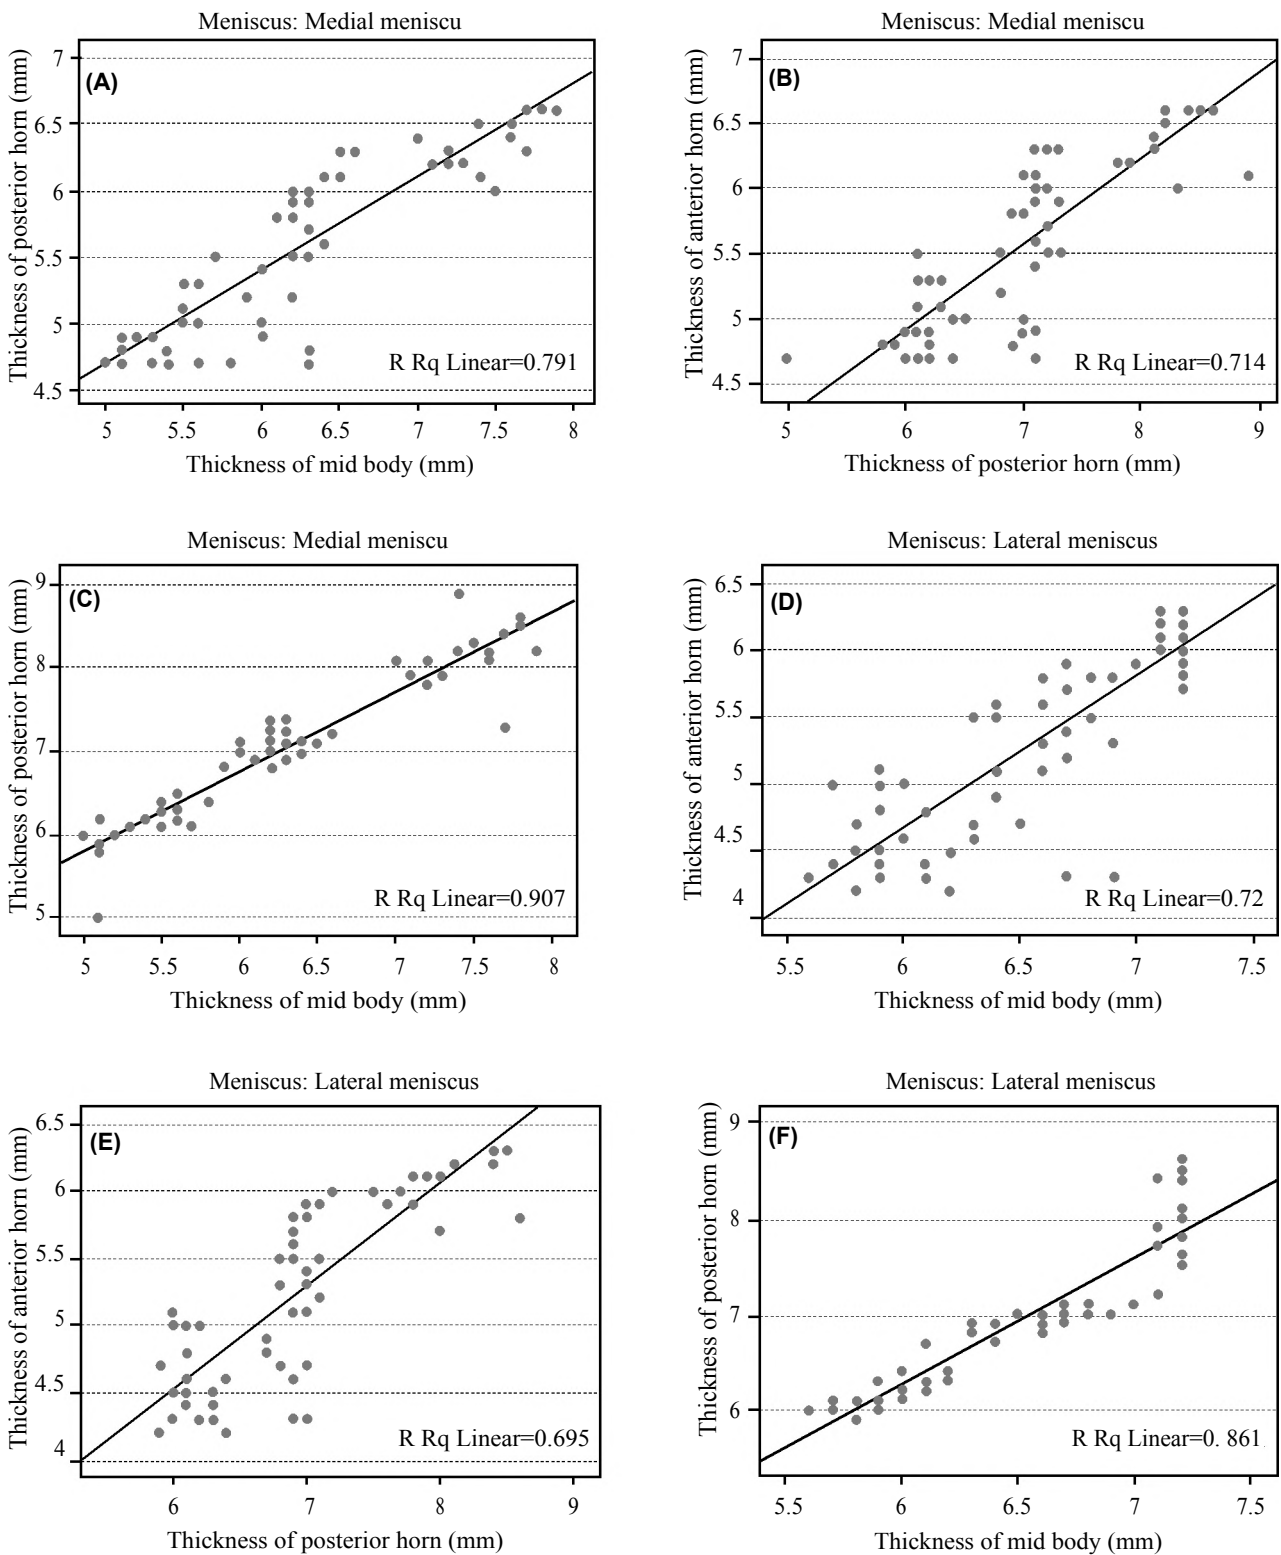 Meniscus: Medial meniscu
(A)
Thickness of posterior horn (mm)
7
6.5
6
5.5
5
4.5
R Rq Linear=0.791
5 5.5 6 6.5 7 7.5 8
Thickness of mid body (mm)
Meniscus: Medial meniscu
(B)
Thickness of anterior horn (mm)
7
6.5
6
5.5
5
4.5
R Rq Linear=0.714
5 6 7 8 9
Thickness of posterior horn (mm)
Meniscus: Medial meniscu
(C)
Thickness of posterior horn (mm)
9
8
7
6
5
R Rq Linear=0.907
5 5.5 6 6.5 7 7.5 8
Thickness of mid body (mm)
Meniscus: Lateral meniscus
(D)
Thickness of anterior horn (mm)
6.5
6
5.5
5
4.5
4
R Rq Linear=0.72
5.5 6 6.5 7 7.5
Thickness of mid body (mm)
Meniscus: Lateral meniscus
(E)
Thickness of anterior horn (mm)
6.5
6
5.5
5
4.5
4
R Rq Linear=0.695
6 7 8 9
Thickness of posterior horn (mm)
Meniscus: Lateral meniscus
(F)
Thickness of posterior horn (mm)
9
8
7
6
R Rq Linear=0. 861
5.5 6 6.5 7 7.5
Thickness of mid body (mm)